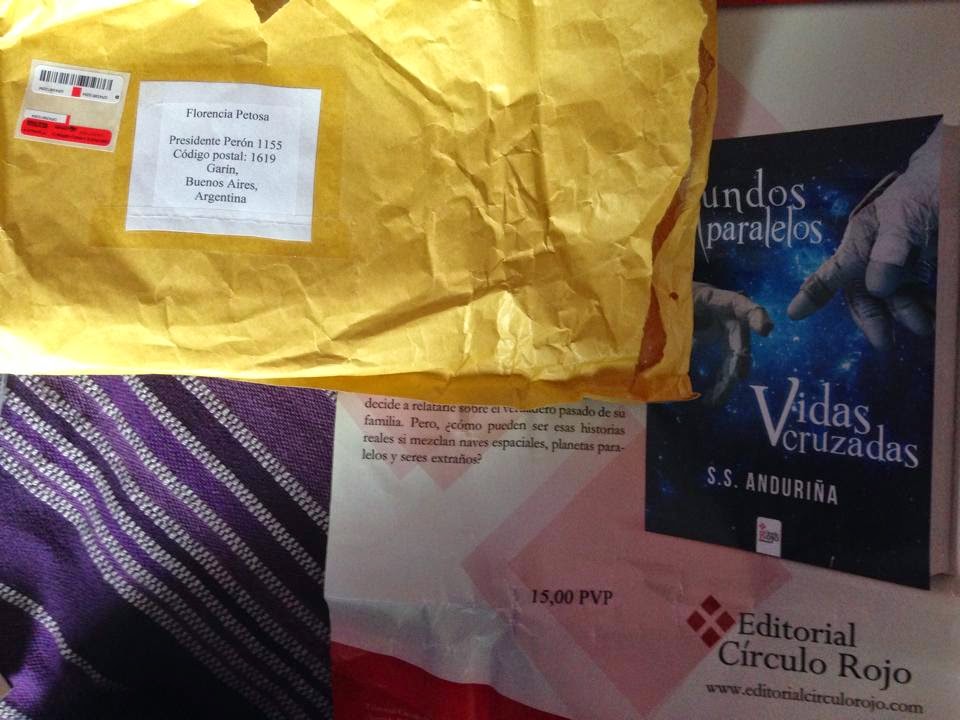 Florencia Petosa
Presidente Perón 1155
Código postal: 1619
Garín,
Buenos Aires,
Argentina
undos
paralelos
Vidas
cruzadas
S.S. ANDURIÑA
decide a relatarle sobre el verdadero pasado de su
familia. Pero, ¿cómo pueden ser esas historias
reales si mezclan naves espaciales, planetas para-
lelos y seres extraños?
15,00 PVP
Editorial
Círculo Rojo
www.editorialcirculorojo.com